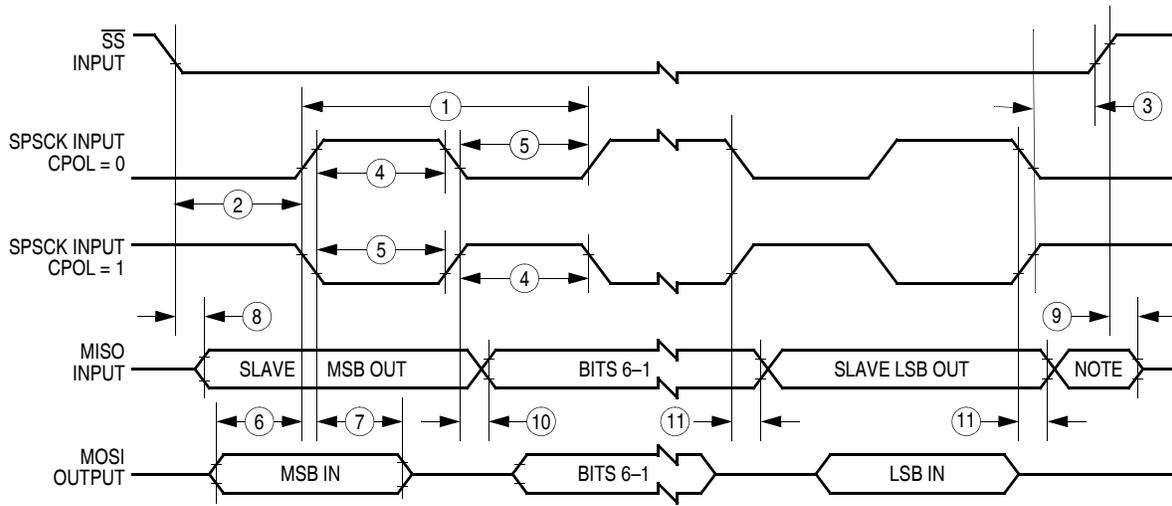 SS
INPUT
1
3
SPSCK INPUT
CPOL = 0
5
4
2
SPSCK INPUT
CPOL = 1
5
4
8
9
MISO
INPUT
SLAVE MSB OUT
BITS 6–1
SLAVE LSB OUT
NOTE
6
7
10
11
11
MOSI
OUTPUT
MSB IN
BITS 6–1
LSB IN